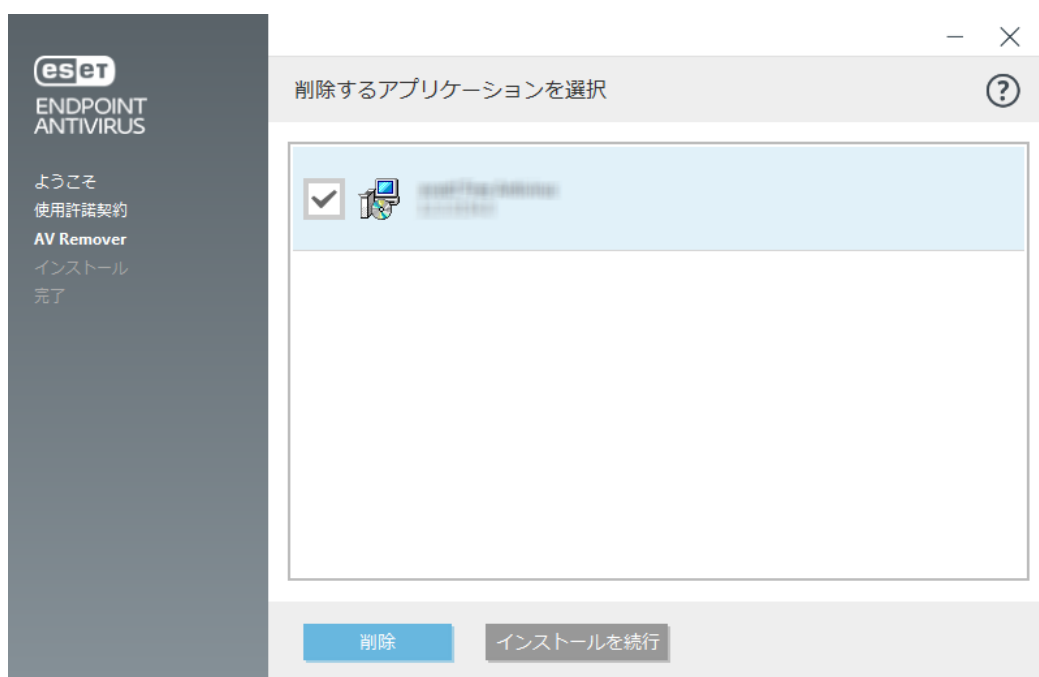 eset
ENDPOINT
ANTIVIRUS
ようこそ
使用許諾契約
AV Remover
インストール
完了
削除するアプリケーションを選択
?
削除
インストールを続行